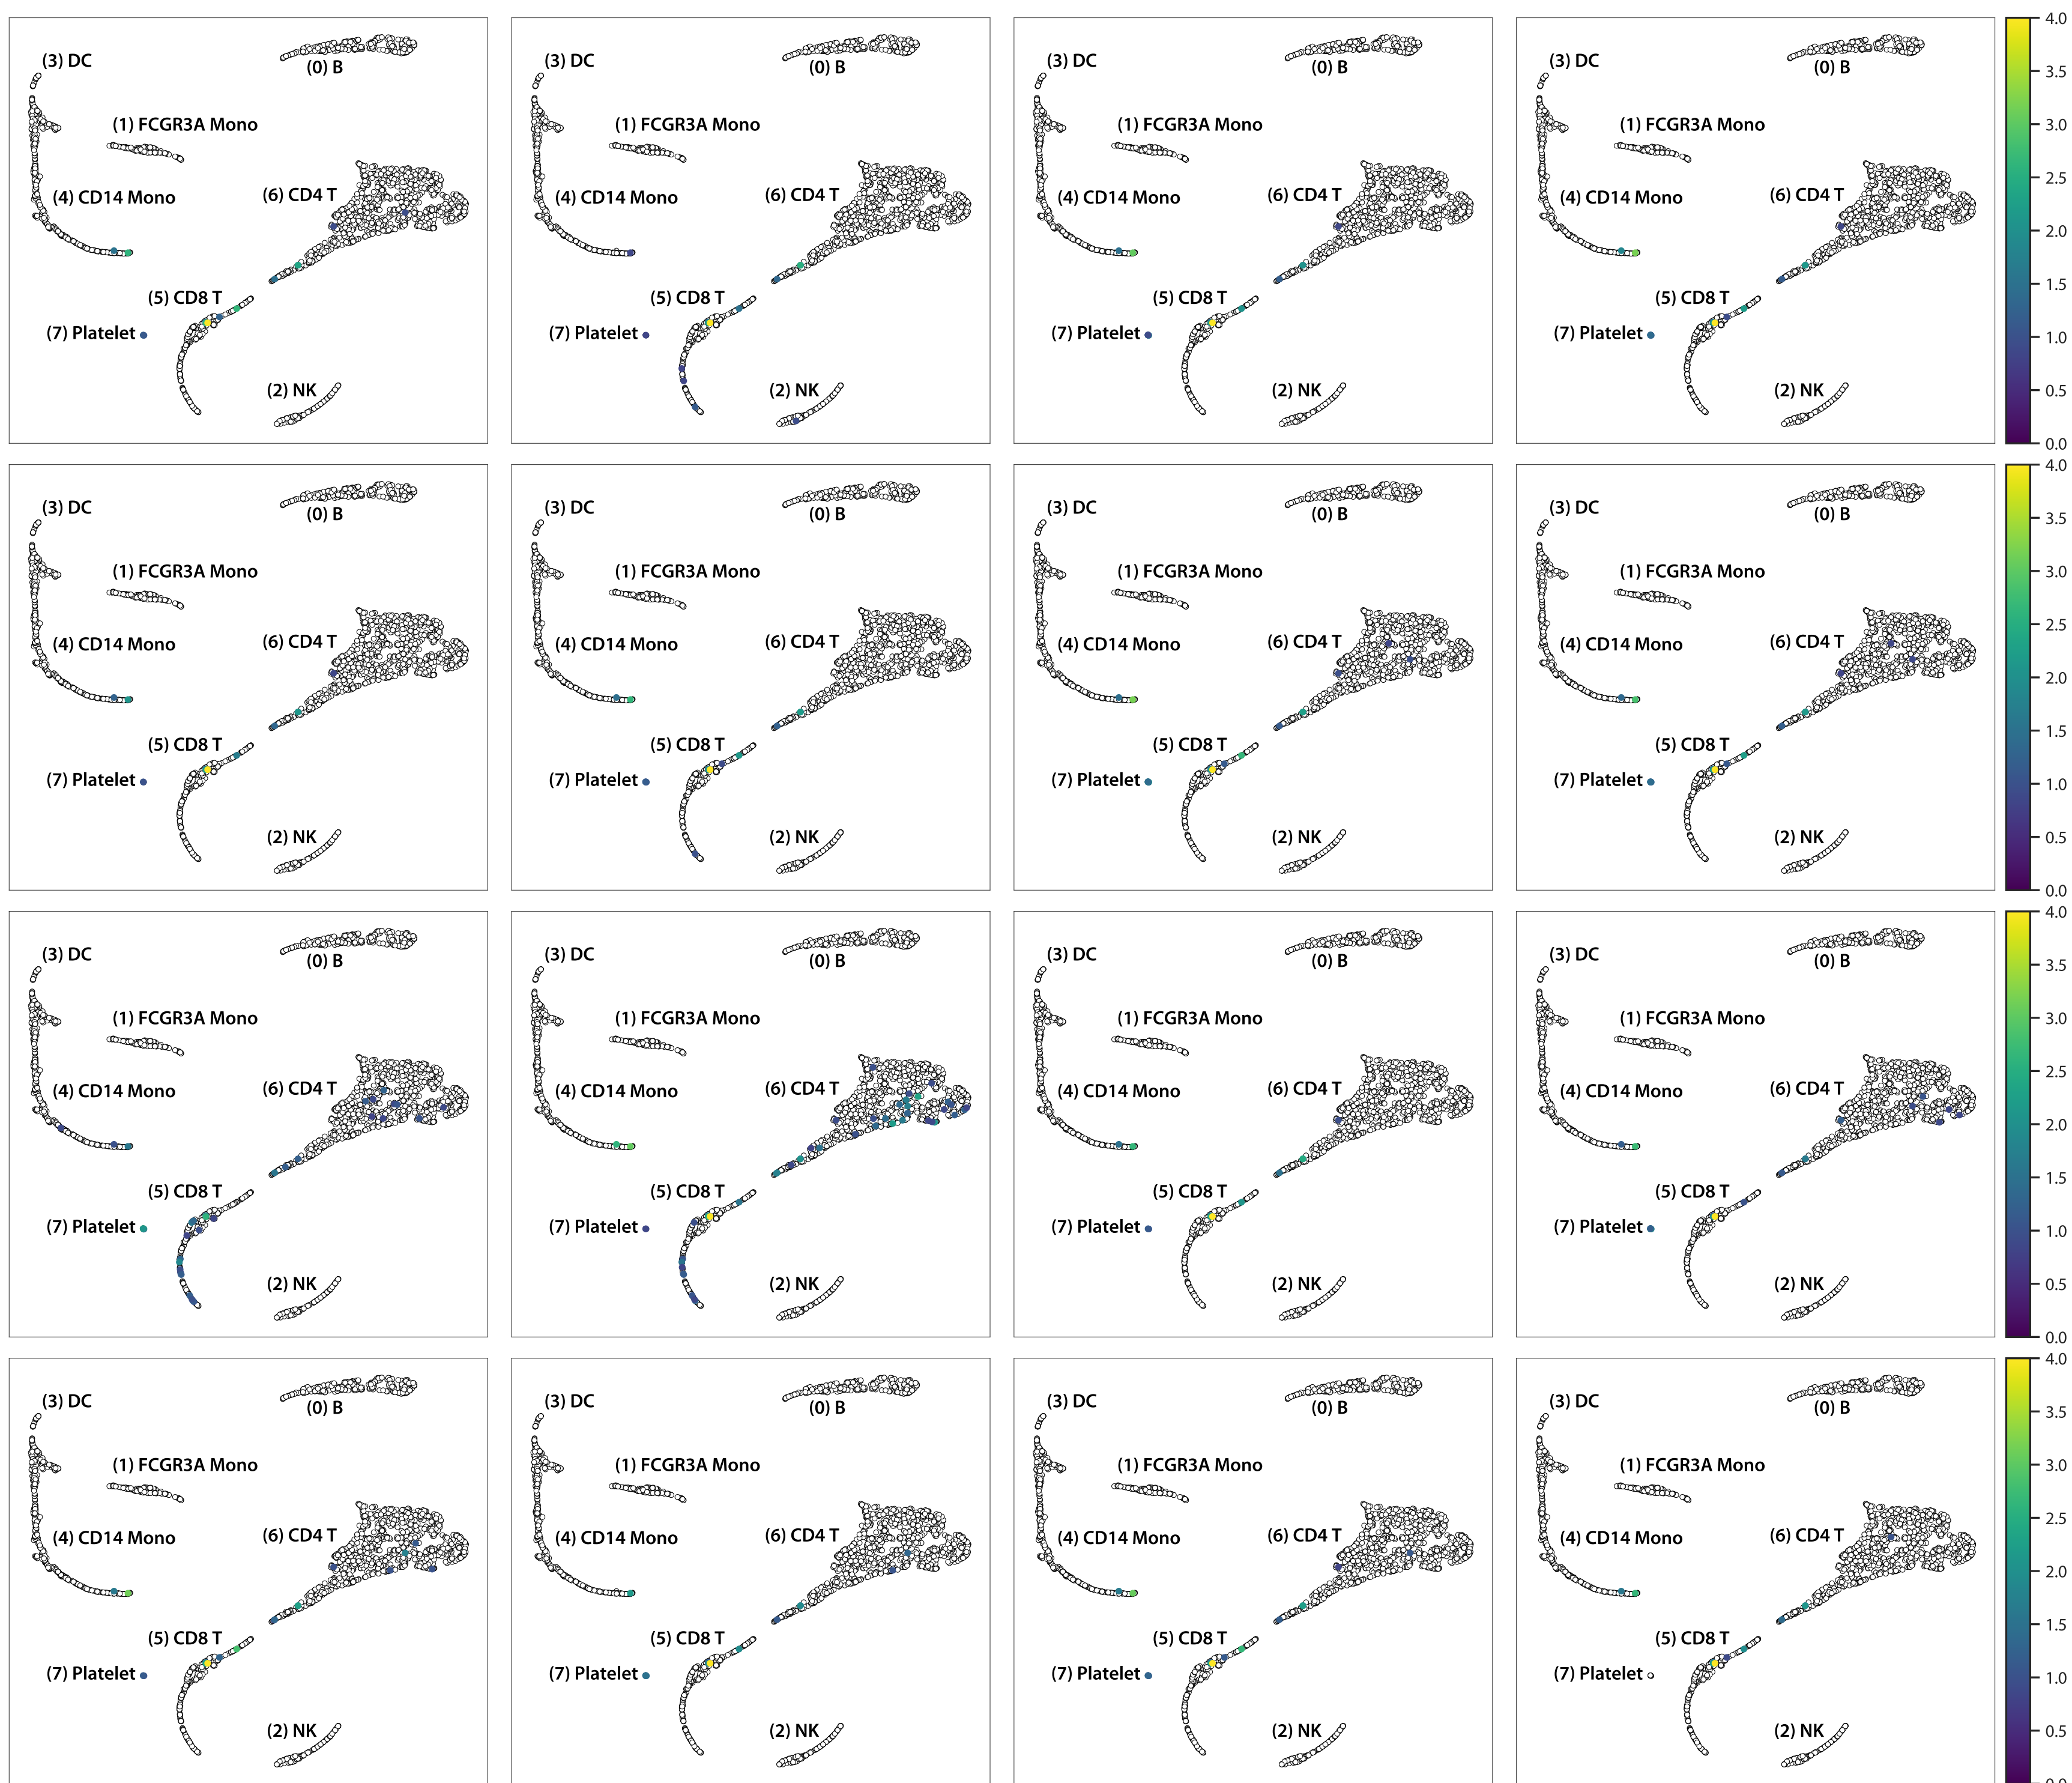 (3) DC
(0) B
(1) FCGR3A Mono
(6) CD4 T
(4) CD14 Mono
(5) CD8 T
(7) Platelet
(2) NK
(3) DC
(0) B
(1) FCGR3A Mono
(6) CD4 T
(4) CD14 Mono
(5) CD8 T
(7) Platelet
(2) NK
(3) DC
(0) B
(1) FCGR3A Mono
(6) CD4 T
(4) CD14 Mono
(5) CD8 T
(7) Platelet
(2) NK
(3) DC
(0) B
(1) FCGR3A Mono
(6) CD4 T
(4) CD14 Mono
(5) CD8 T
(7) Platelet
(2) NK
4.0
3.5
3.0
2.5
2.0
1.5
1.0
0.5
0.0
(3) DC
(0) B
(1) FCGR3A Mono
(6) CD4 T
(4) CD14 Mono
(5) CD8 T
(7) Platelet
(2) NK
(3) DC
(0) B
(1) FCGR3A Mono
(6) CD4 T
(4) CD14 Mono
(5) CD8 T
(7) Platelet
(2) NK
(3) DC
(0) B
(1) FCGR3A Mono
(6) CD4 T
(4) CD14 Mono
(5) CD8 T
(7) Platelet
(2) NK
(3) DC
(0) B
(1) FCGR3A Mono
(6) CD4 T
(4) CD14 Mono
(5) CD8 T
(7) Platelet
(2) NK
4.0
3.5
3.0
2.5
2.0
1.5
1.0
0.5
0.0
(3) DC
(0) B
(1) FCGR3A Mono
(6) CD4 T
(4) CD14 Mono
(5) CD8 T
(7) Platelet
(2) NK
(3) DC
(0) B
(1) FCGR3A Mono
(6) CD4 T
(4) CD14 Mono
(5) CD8 T
(7) Platelet
(2) NK
(3) DC
(0) B
(1) FCGR3A Mono
(6) CD4 T
(4) CD14 Mono
(5) CD8 T
(7) Platelet
(2) NK
(3) DC
(0) B
(1) FCGR3A Mono
(6) CD4 T
(4) CD14 Mono
(5) CD8 T
(7) Platelet
(2) NK
4.0
3.5
3.0
2.5
2.0
1.5
1.0
0.5
0.0
(3) DC
(0) B
(1) FCGR3A Mono
(6) CD4 T
(4) CD14 Mono
(5) CD8 T
(7) Platelet
(2) NK
(3) DC
(0) B
(1) FCGR3A Mono
(6) CD4 T
(4) CD14 Mono
(5) CD8 T
(7) Platelet
(2) NK
(3) DC
(0) B
(1) FCGR3A Mono
(6) CD4 T
(4) CD14 Mono
(5) CD8 T
(7) Platelet
(2) NK
(3) DC
(0) B
(1) FCGR3A Mono
(6) CD4 T
(4) CD14 Mono
(5) CD8 T
(7) Platelet
(2) NK
4.0
3.5
3.0
2.5
2.0
1.5
1.0
0.5